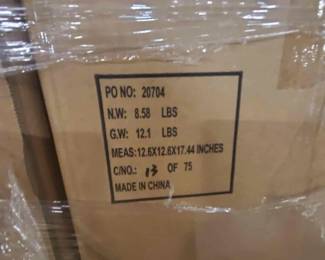 PO NO: 20704
N.W: 8.58 LBS
G.W: 12.1 LBS
MEAS:12.6X12.6X17.44 INCHES
C/NO.: 13 OF 75
MADE IN CHINA